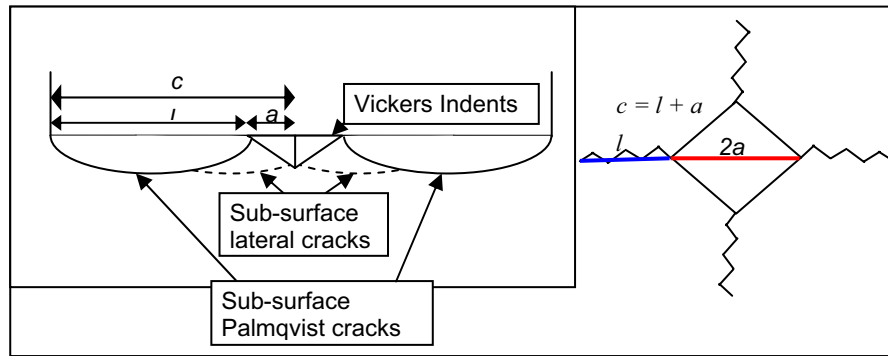 c
l
a
Vickers Indents
Sub-surface
lateral cracks
Sub-surface
Palmqvist cracks
c = l + a
l
2a